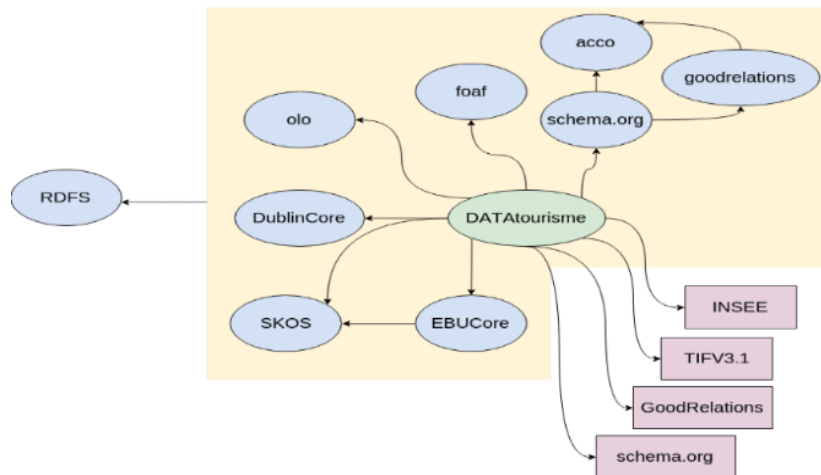 acco
goodrelations
foaf
olo
schema.org
RDFS
DublinCore
DATAtourisme
INSEE
SKOS
EBUCore
TIFV3.1
GoodRelations
schema.org